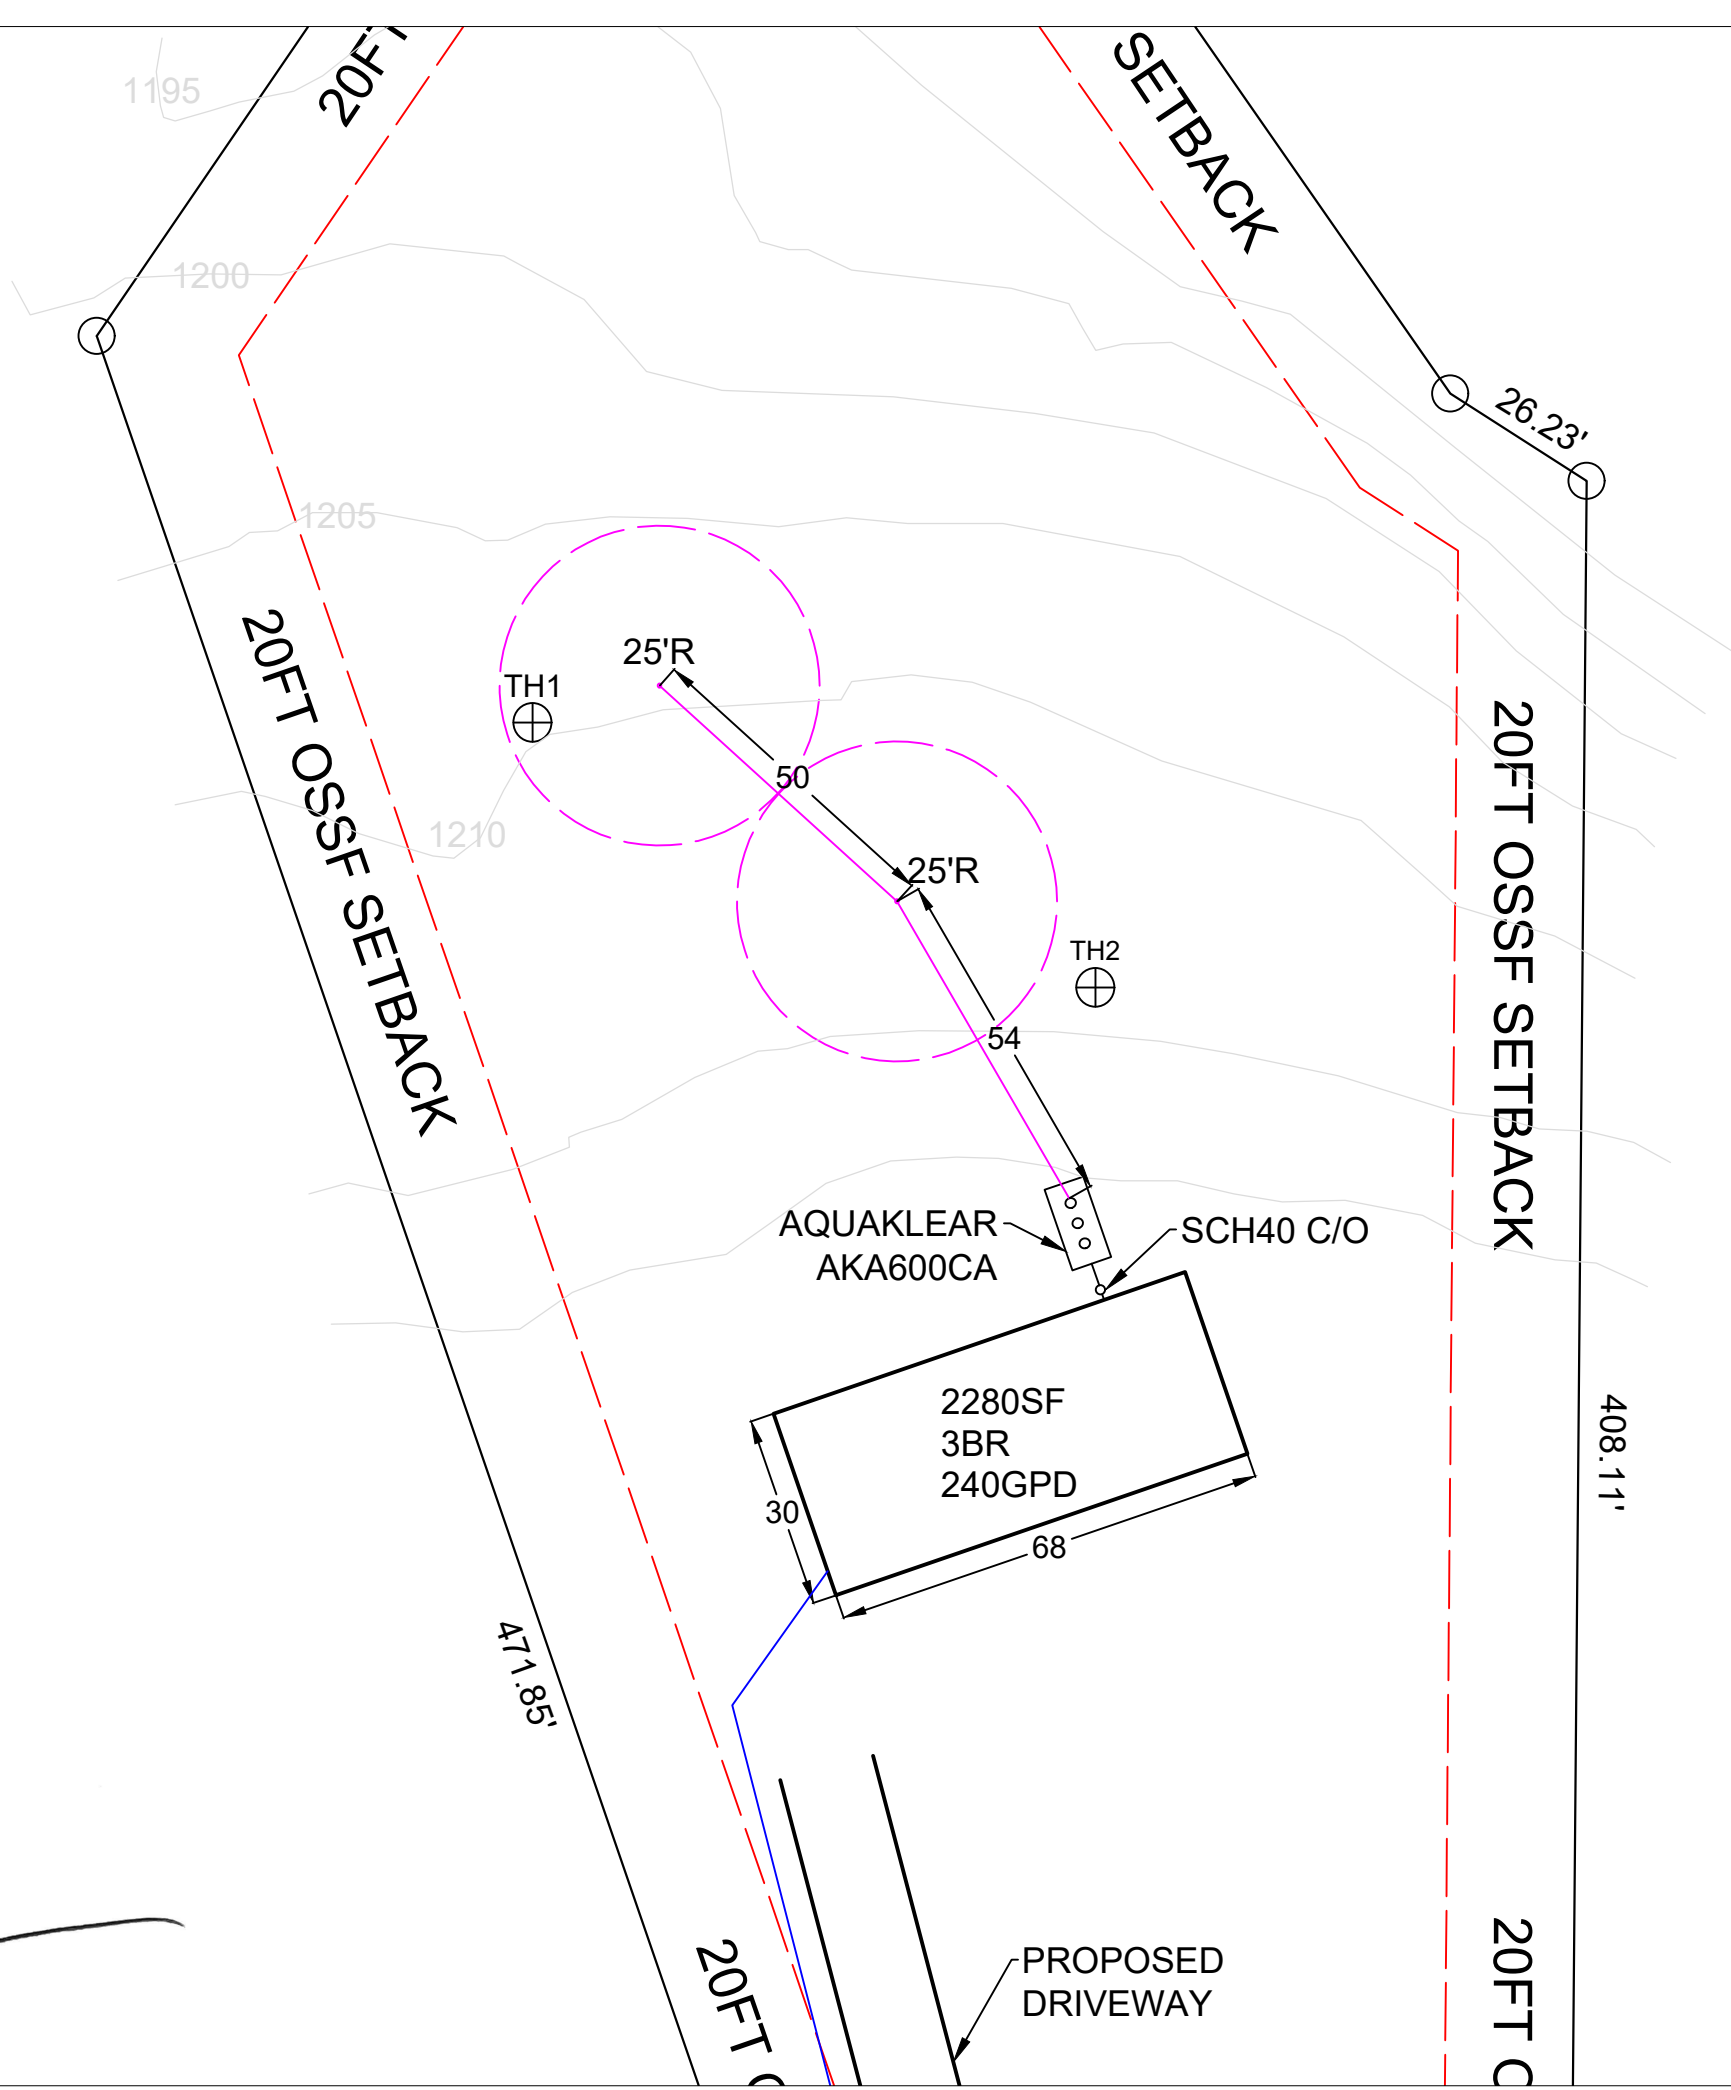 20FT
SETBACK
1195
1200
26.23'
1205
20FT OSSF SETBACK
25'R
TH1
20FT OSSF SETBACK
50
1210
25'R
TH2
54
AQUAKLEAR
AKA600CA
SCH40 C/O
2280SF
3BR
240GPD
408.11'
30
68
471.85'
20FT
PROPOSED
DRIVEWAY
20FT